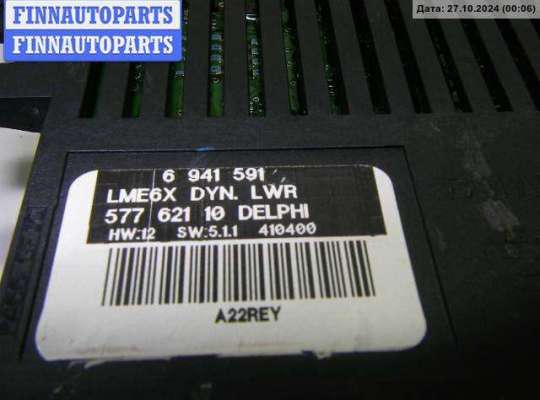 FINNAUTOPARTS
FINNAUTOPARTS
Дата: 27.10.2024 (00:06)
6 941 591
LME6X DYN. LWR
577 621 10 DELPHI
HW:12 SW:5.1.1 410400
A22REY